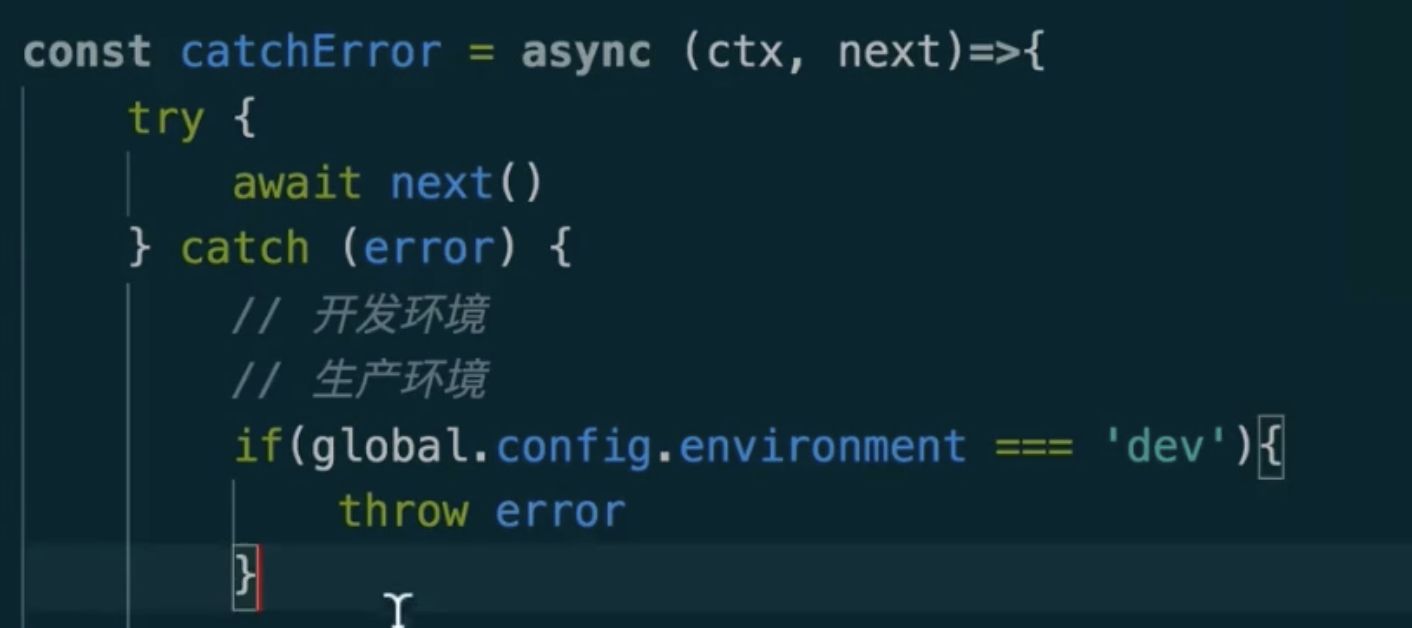 const catchError = async (ctx, next)=>{
try {
await next()
} catch (error) {
// 开发环境
// 生产环境
if(global.config.environment === 'dev'){
throw error
}